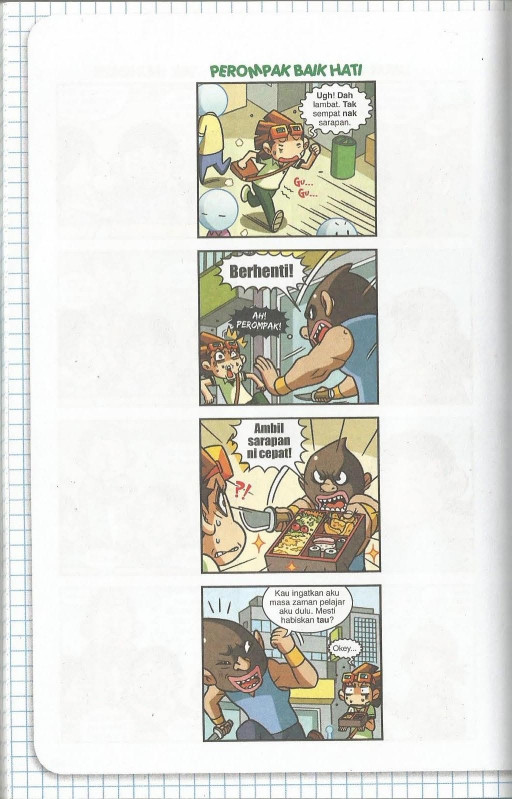 PEROMPAK BAIK HATI
Ugh! Dah
lambat. Tak
sempat nak
sarapan.
Gu...
Gu...
Berhenti!
AH!
PEROMPAK!
Ambil
sarapan
ni cepat!
?!
Kau ingatkan aku
masa zaman pelajar
aku dulu. Mesti
habiskan tau?
Okey...